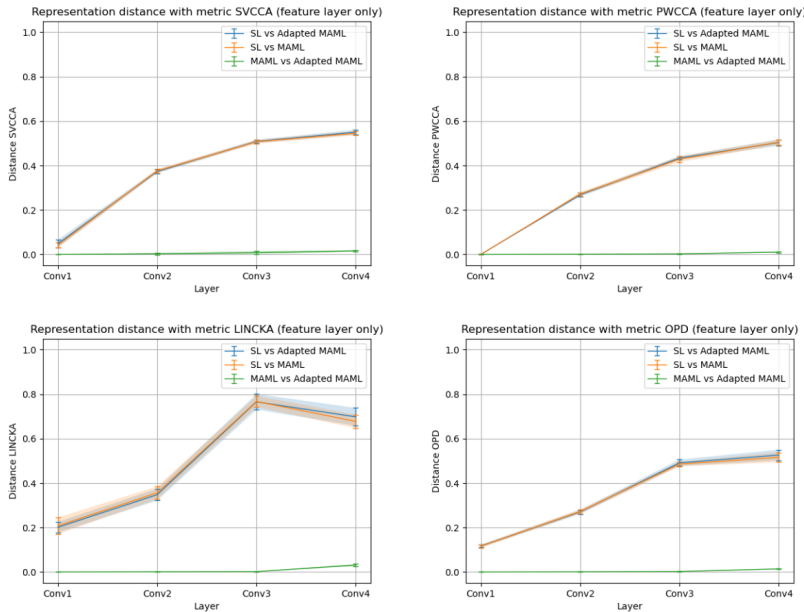 Representation distance with metric SVCCA (feature layer only)
1.0
0.8
0.6
0.4
0.2
0.0
Distance SVCCA
SL vs Adapted MAML
SL vs MAML
MAML vs Adapted MAML
Conv1 Conv2 Conv3 Conv4
Layer
Representation distance with metric PWCCA (feature layer only)
1.0
0.8
0.6
0.4
0.2
0.0
Distance PWCCA
SL vs Adapted MAML
SL vs MAML
MAML vs Adapted MAML
Conv1 Conv2 Conv3 Conv4
Layer
Representation distance with metric LINCKA (feature layer only)
1.0
0.8
0.6
0.4
0.2
0.0
Distance LINCKA
SL vs Adapted MAML
SL vs MAML
MAML vs Adapted MAML
Conv1 Conv2 Conv3 Conv4
Layer
Representation distance with metric OPD (feature layer only)
1.0
0.8
0.6
0.4
0.2
0.0
Distance OPD
SL vs Adapted MAML
SL vs MAML
MAML vs Adapted MAML
Conv1 Conv2 Conv3 Conv4
Layer